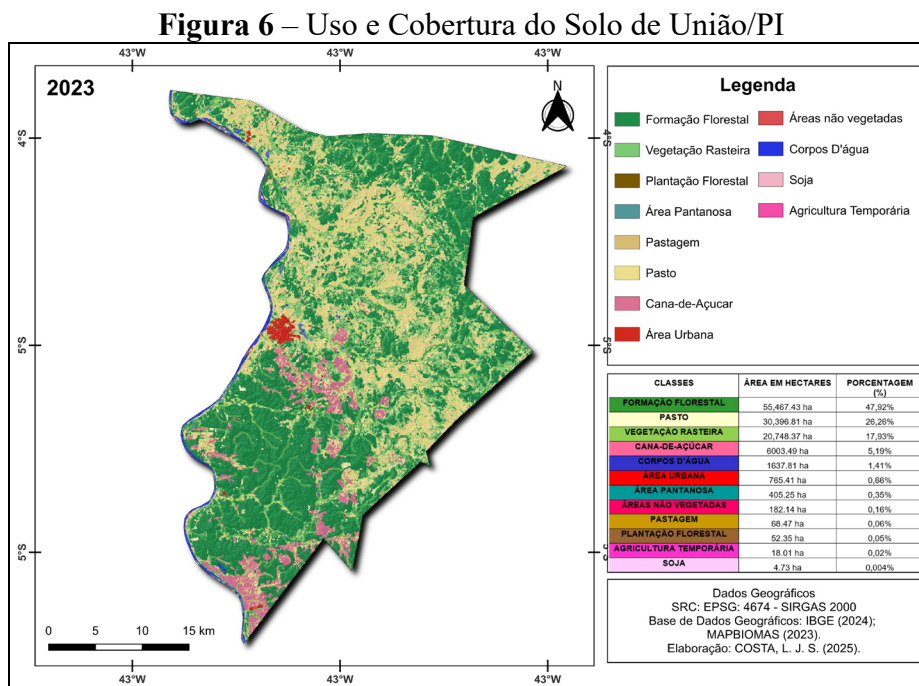 Figura 6 – Uso e Cobertura do Solo de União/PI
43°W
43°W
43°W
2023
N
4°S
4°S
5°S
5°S
5°S
0
5
10
15 km
43°W
43°W
43°W
Legenda
Formação Florestal
Vegetação Rasteira
Plantação Florestal
Área Pantanosa
Pastagem
Pasto
Cana-de-Açucar
Área Urbana
Áreas não vegetadas
Corpos D'água
Soja
Agricultura Temporária
CLASSES ÁREA EM HECTARES PORCENTAGEM
(%)
FORMAÇÃO FLORESTAL 55,467.43 ha 47,92%
PASTO 30,396.81 ha 26,26%
VEGETAÇÃO RASTEIRA 20,748.37 ha 17,93%
CANA-DE-AÇÚCAR 6003.49 ha 5,19%
CORPOS D'ÁGUA 1637.81 ha 1,41%
ÁREA URBANA 765.41 ha 0,66%
ÁREA PANTANOSA 405.25 ha 0,35%
ÁREAS NÃO VEGETADAS 182.14 ha 0,16%
PASTAGEM 68.47 ha 0,06%
PLANTAÇÃO FLORESTAL 52.35 ha 0,05%
AGRICULTURA TEMPORÁRIA 18.01 ha 0,02%
SOJA 4.73 ha 0,004%
Dados Geográficos
SRC: EPSG: 4674 - SIRGAS 2000
Base de Dados Geográficos: IBGE (2024);
MAPBIOMAS (2023).
Elaboração: COSTA, L. J. S. (2025).